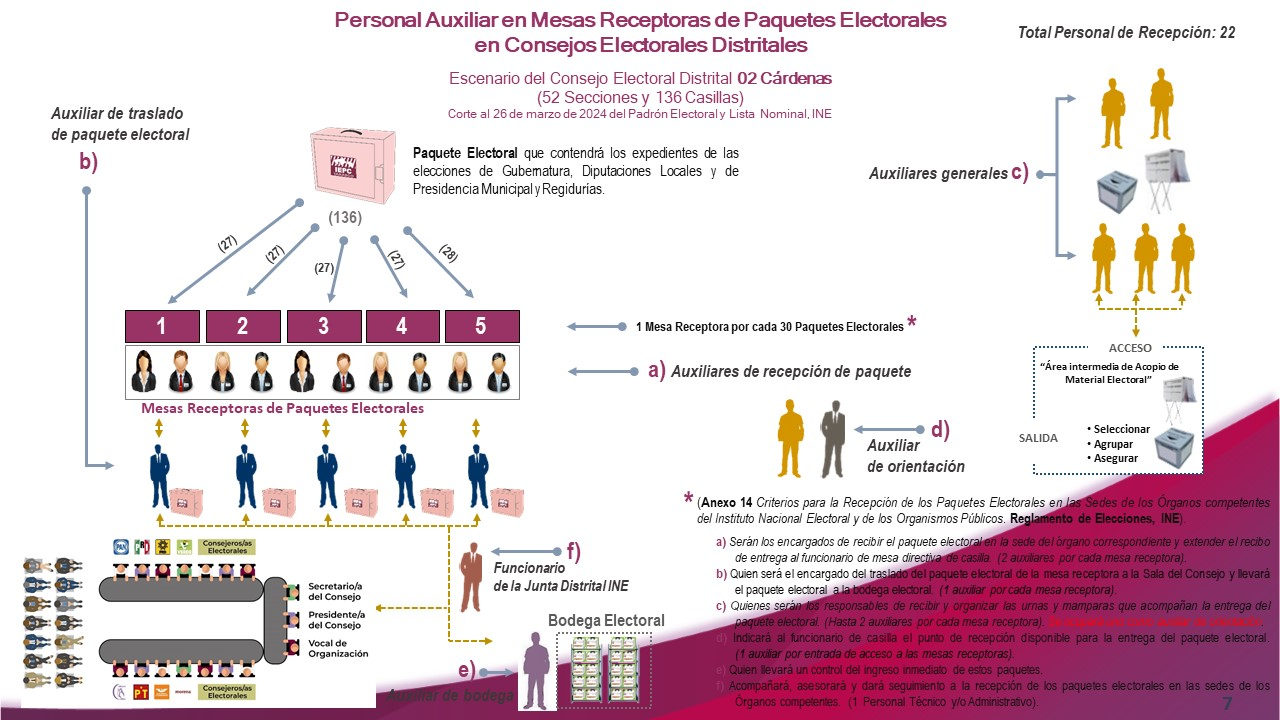 Personal Auxiliar en Mesas Receptoras de Paquetes Electorales
en Consejos Electorales Distritales
Total Personal de Recepción: 22
Escenario del Consejo Electoral Distrital 02 Cárdenas
(52 Secciones y 136 Casillas)
Corte al 26 de marzo de 2024 del Padrón Electoral y Lista Nominal, INE
Auxiliar de traslado
de paquete electoral
b)
IEPC
Paquete Electoral que contendrá los expedientes de las
elecciones de Gubernatura, Diputaciones Locales y de
Presidencia Municipal y Regidurías.
Auxiliares generales c)
(136)
(27)
(27)
(27)
(27)
(28)
1 2 3 4 5
1 Mesa Receptora por cada 30 Paquetes Electorales *
a) Auxiliares de recepción de paquete
Mesas Receptoras de Paquetes Electorales
ACCESO
“Área intermedia de Acopio de
Material Electoral”
SALIDA
• Seleccionar
• Agrupar
• Asegurar
d)
Auxiliar
de orientación
* (Anexo 14 Criterios para la Recepción de los Paquetes Electorales en las Sedes de los Órganos competentes
del Instituto Nacional Electoral y de los Organismos Públicos. Reglamento de Elecciones, INE).
a) Serán los encargados de recibir el paquete electoral en la sede del órgano correspondiente y extender el recibo
de entrega al funcionario de mesa directiva de casilla. (2 auxiliares por cada mesa receptora).
b) Quien será el encargado del traslado del paquete electoral de la mesa receptora a la Sala del Consejo y llevará
el paquete electoral a la bodega electoral. (1 auxiliar por cada mesa receptora).
c) Quienes serán los responsables de recibir y organizar las urnas y mamparas que acompañan la entrega del
paquete electoral. (Hasta 2 auxiliares por cada mesa receptora).
d) Indicará al funcionario de casilla el punto de recepción disponible para la entrega del paquete electoral.
(1 auxiliar por entrada de acceso a las mesas receptoras).
e) Quien llevará un control del ingreso inmediato de estos paquetes.
f) Acompañará, asesorará y dará seguimiento a la recepción de los paquetes electorales en las sedes de los
Órganos competentes. (1 Personal Técnico y/o Administrativo).
f)
Funcionario
de la Junta Distrital INE
PAN
PRI
PRD
Consejeros/as
Electorales
Secretario/a
del Consejo
Presidente/a
del Consejo
Vocal de
Organización
PT
morena
Consejeros/as
Electorales
Bodega Electoral
e)
Auxiliar de bodega
7